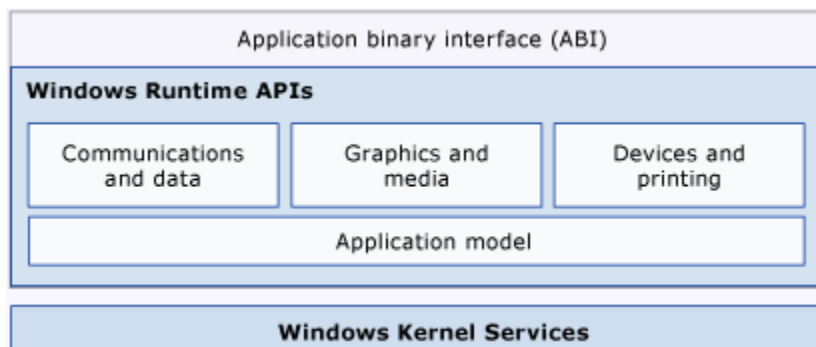 Application binary interface (ABI)
Windows Runtime APIs
Communications
and data
Graphics and
media
Devices and
printing
Application model
Windows Kernel Services